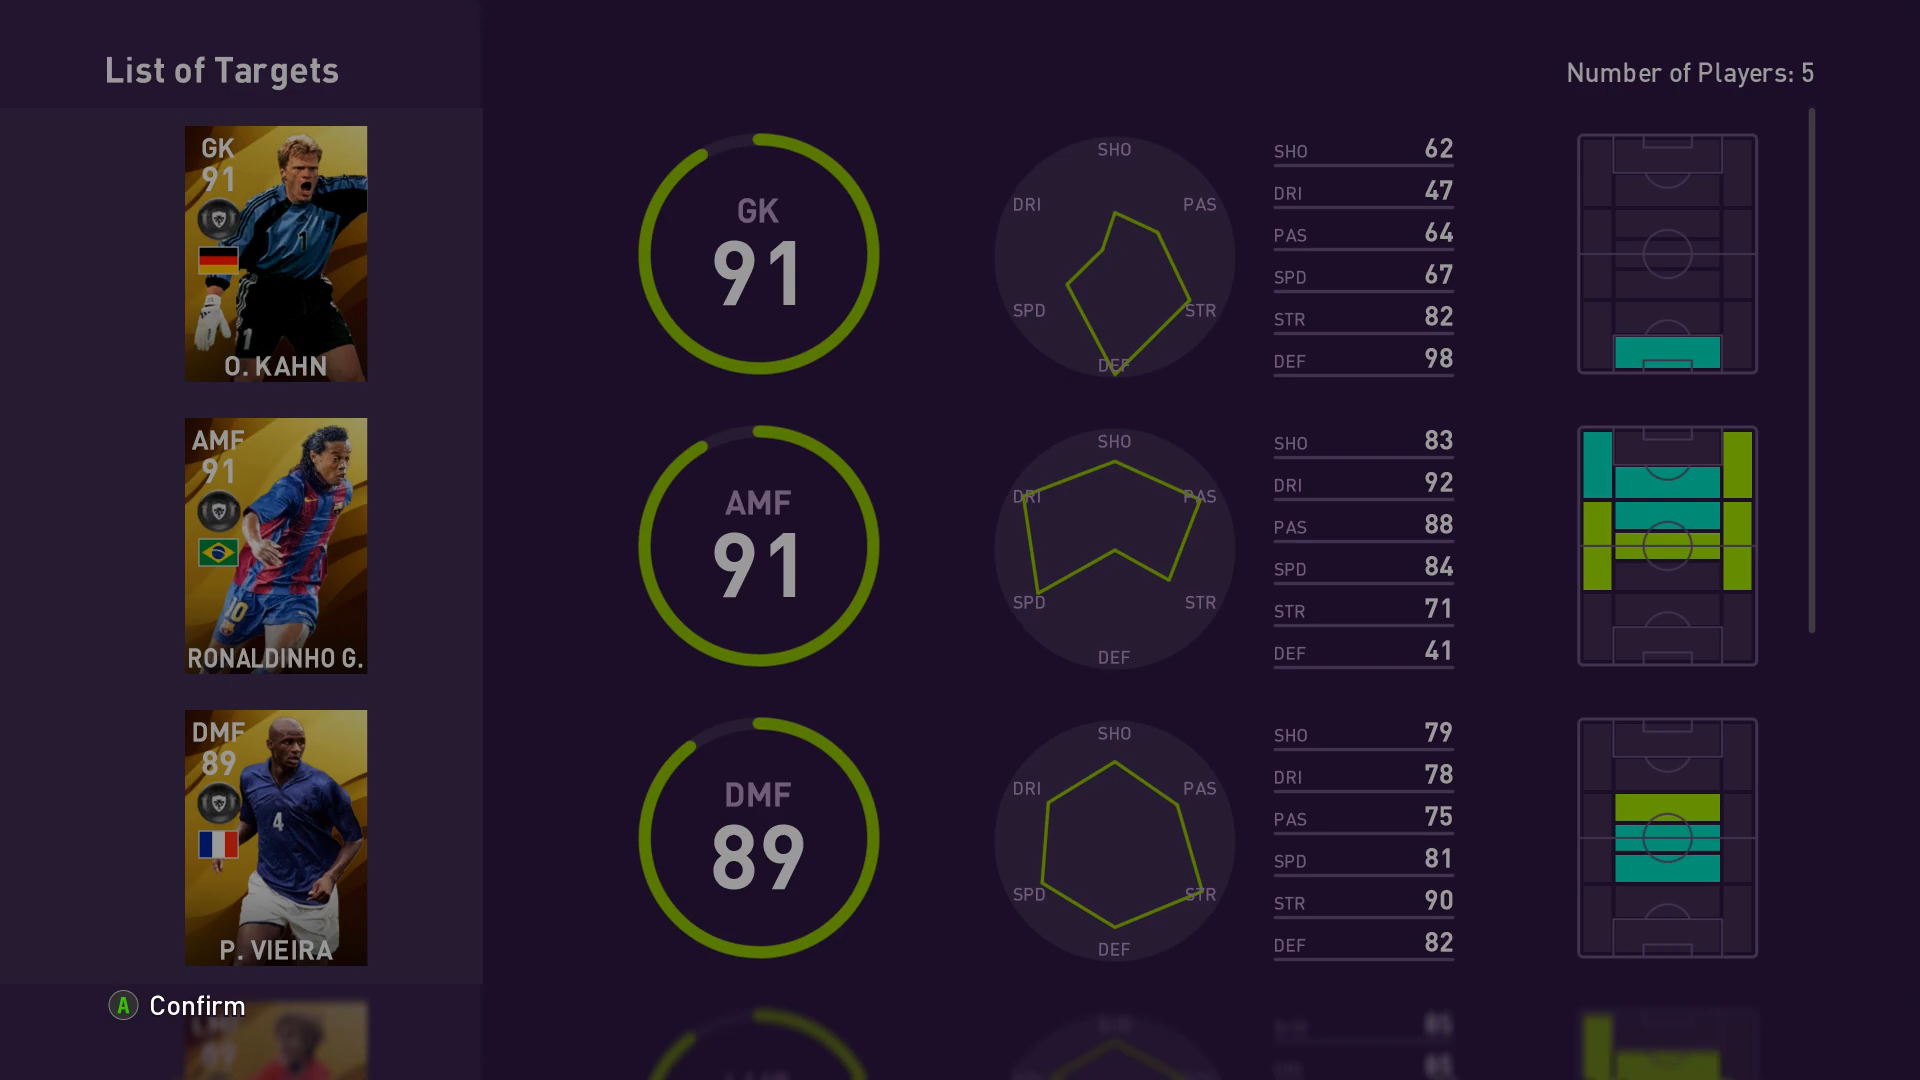 List of Targets
Number of Players: 5
GK
91
1
1
O. KAHN
GK
91
SHO
DRI
PAS
SPD
STR
DEF
SHO 62
DRI 47
PAS 64
SPD 67
STR 82
DEF 98
AMF
91
10
RONALDINHO G.
AMF
91
SHO
DRI
PAS
SPD
STR
DEF
SHO 83
DRI 92
PAS 88
SPD 84
STR 71
DEF 41
DMF
89
4
P. VIEIRA
DMF
89
SHO
DRI
PAS
SPD
STR
DEF
SHO 79
DRI 78
PAS 75
SPD 81
STR 90
DEF 82
A Confirm